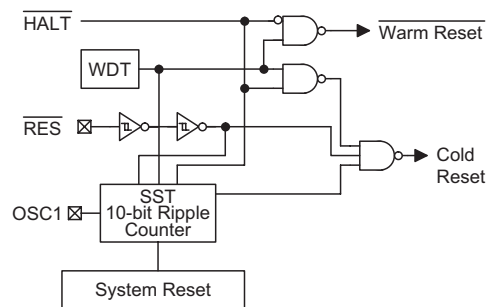 HALT
Warm Reset
WDT
RES
Cold
Reset
OSC1
SST
10-bit Ripple
Counter
System Reset